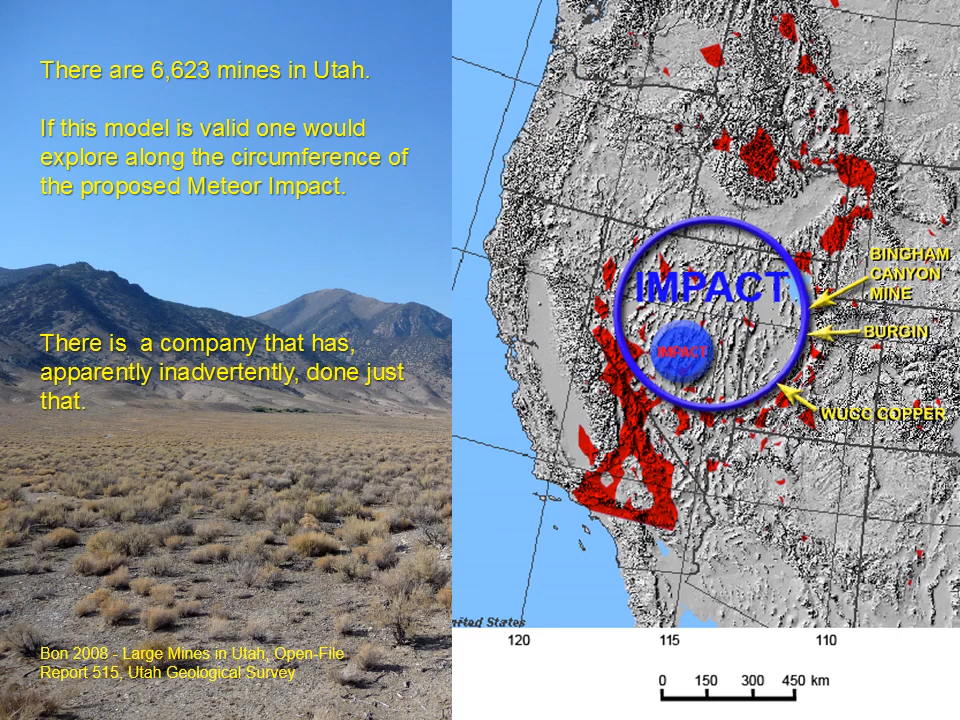 There are 6,623 mines in Utah.
If this model is valid one would
explore along the circumference of
the proposed Meteor Impact.
There is  a company that has,
apparently inadvertently, done just
that.
Bon 2008 - Large Mines in Utah, Open-File
Report 515, Utah Geological Survey
IMPACT
IMPACT
BINGHAM
CANYON
MINE
BURGIN
WUCC COPPER
nited States
120 115 110
0 150 300 450 km